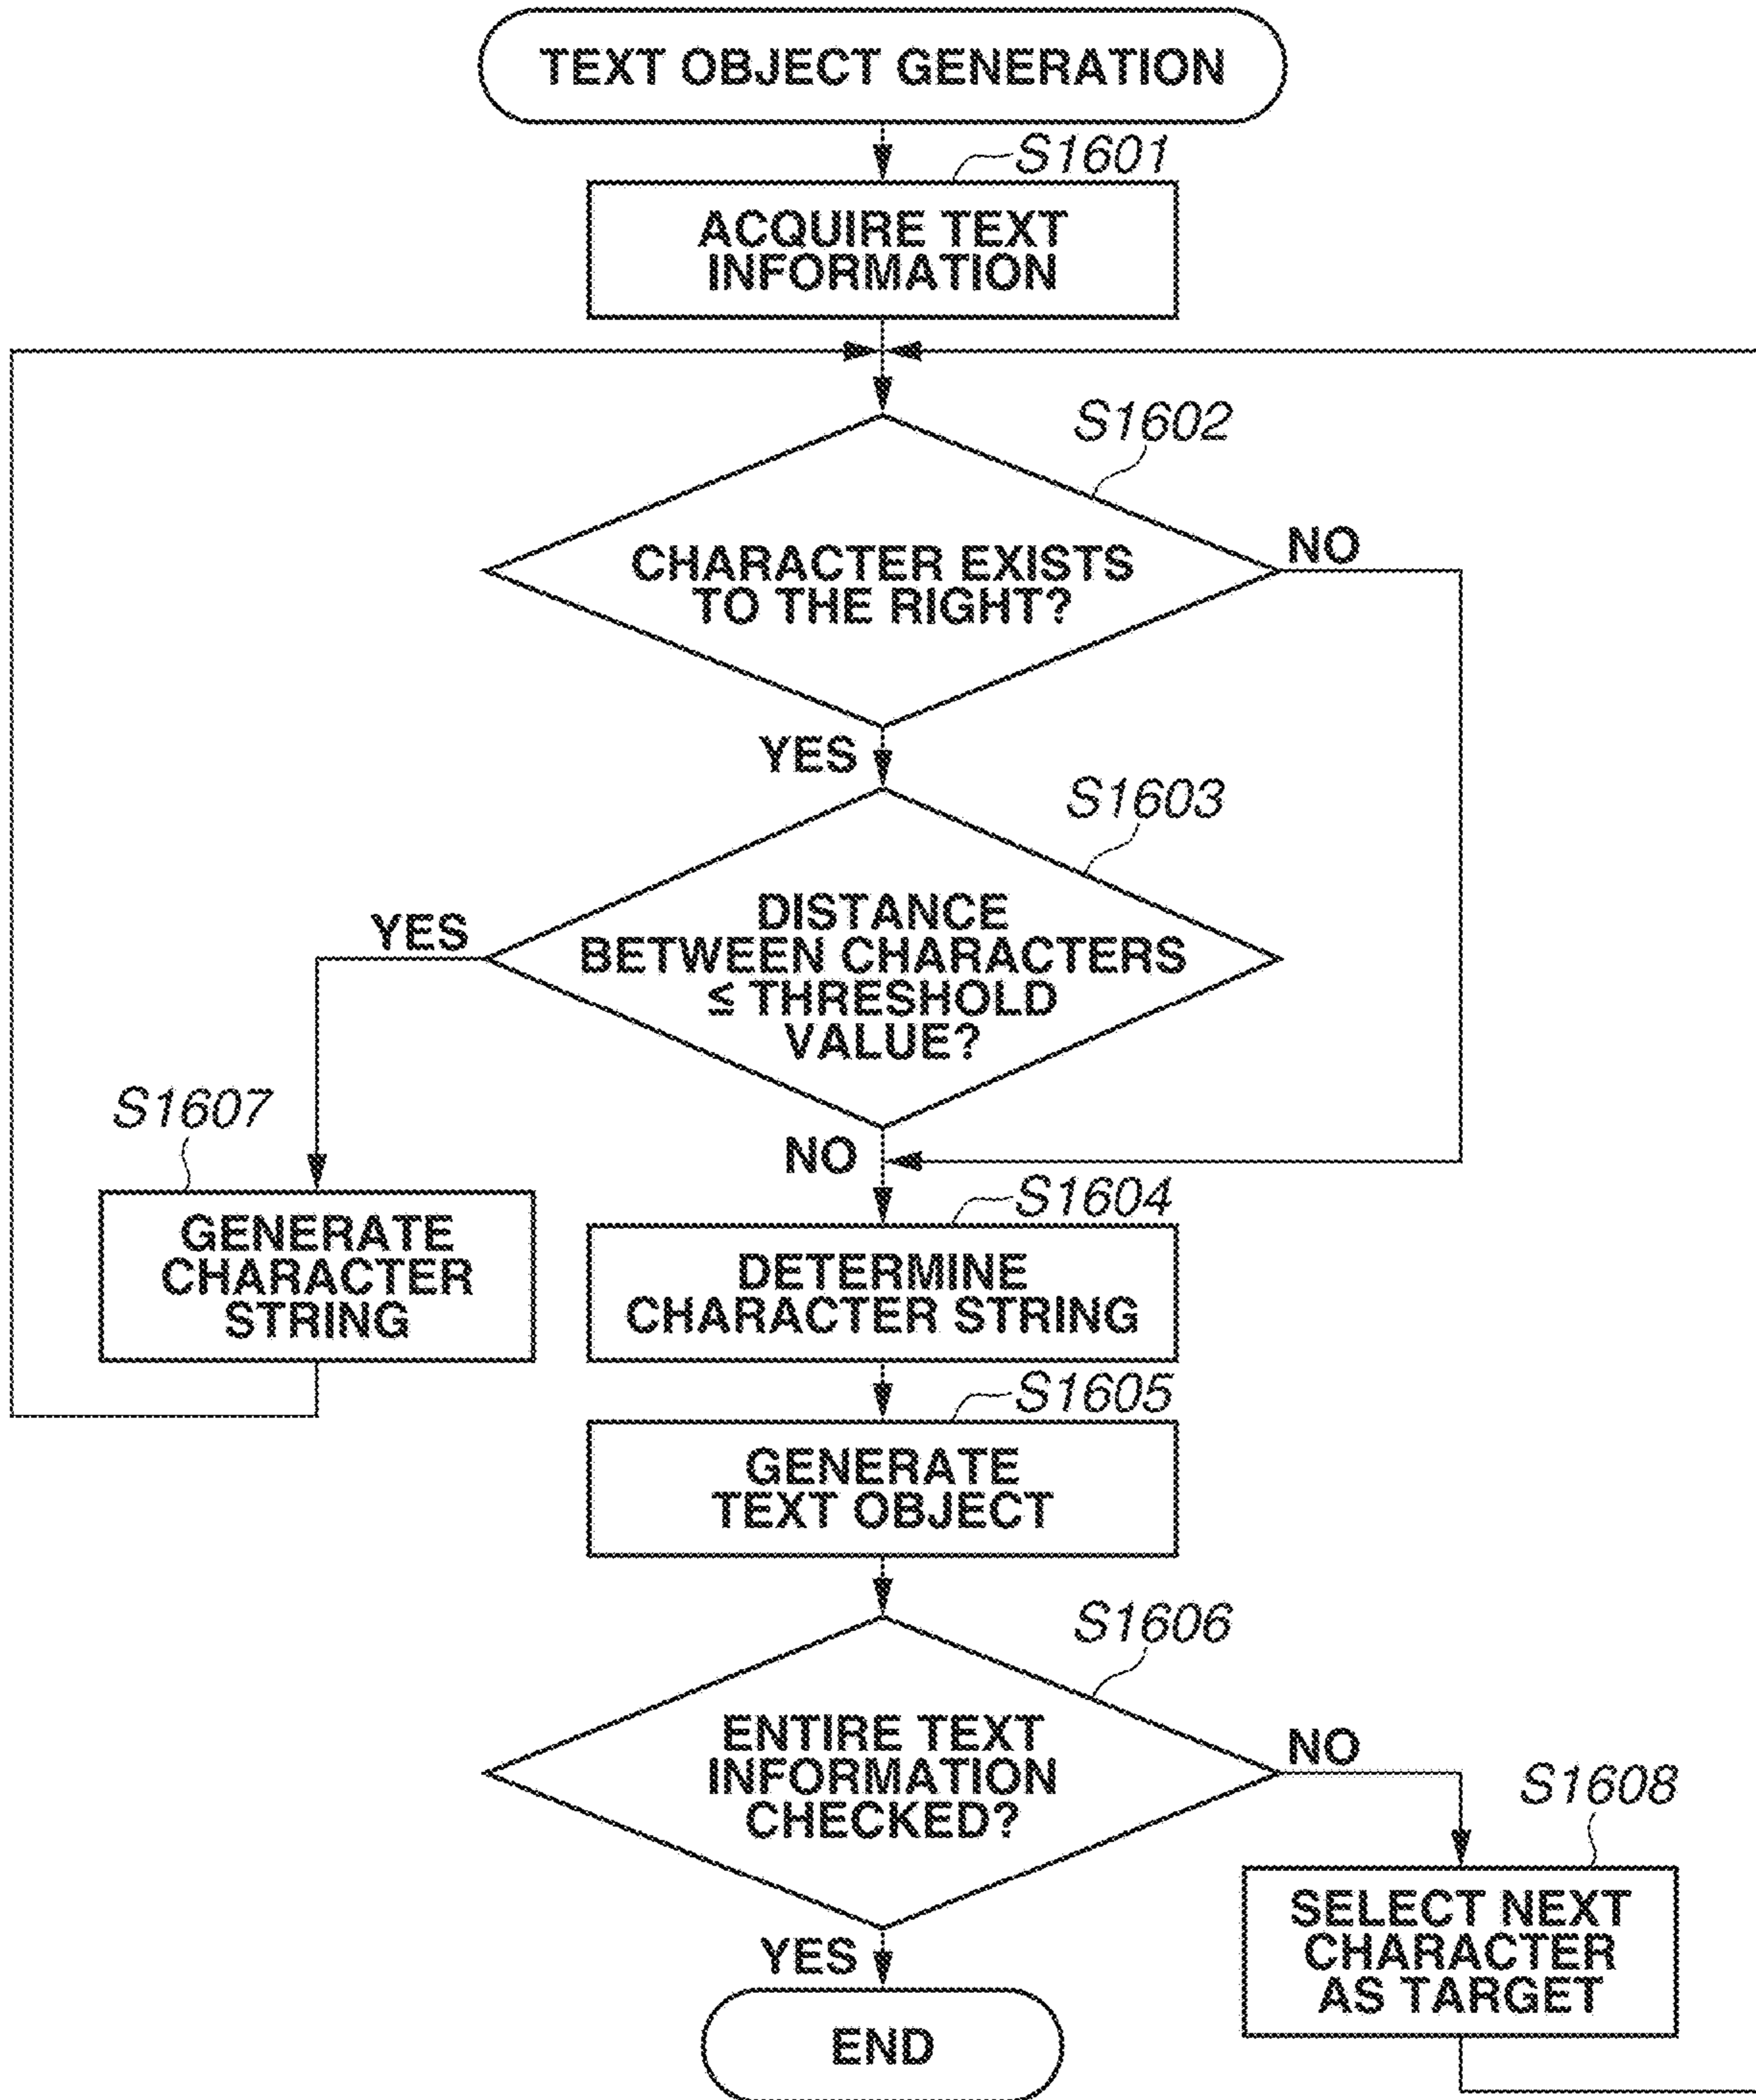 TEXT OBJECT GENERATION
S1601
ACQUIRE TEXT
INFORMATION
S1602
CHARACTER EXISTS
TO THE RIGHT?
NO
YES
S1603
DISTANCE
BETWEEN CHARACTERS
≤ THRESHOLD
VALUE?
YES
NO
S1607
GENERATE
CHARACTER
STRING
S1604
DETERMINE
CHARACTER STRING
S1605
GENERATE
TEXT OBJECT
S1606
ENTIRE TEXT
INFORMATION
CHECKED?
NO
S1608
SELECT NEXT
CHARACTER
AS TARGET
YES
END